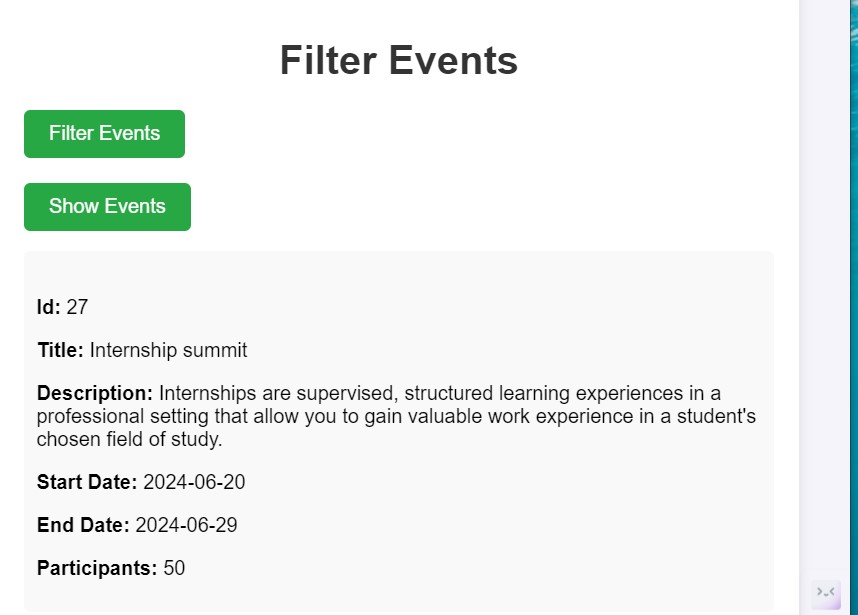 Filter Events
Filter Events
Show Events
Id: 27
Title: Internship summit
Description: Internships are supervised, structured learning experiences in a
professional setting that allow you to gain valuable work experience in a student's
chosen field of study.
Start Date: 2024-06-20
End Date: 2024-06-29
Participants: 50